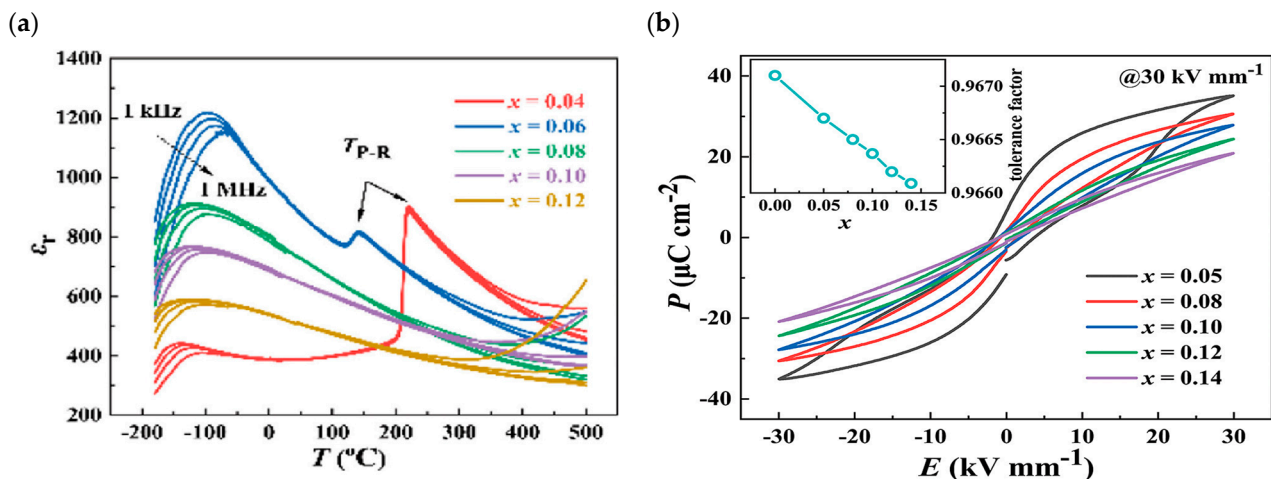 (a)
1400
1200
1000
800
600
400
200
εr
1 kHz
1 MHz
TP-R
x = 0.04
x = 0.06
x = 0.08
x = 0.10
x = 0.12
-200
-100
0
100
200
300
400
500
T (ºC)
(b)
40
20
0
-20
-40
P (μC cm⁻²)
@30 kV mm⁻¹
0.9670
0.9665
0.9660
tolerance factor
0.00
0.05
0.10
0.15
x
x = 0.05
x = 0.08
x = 0.10
x = 0.12
x = 0.14
-30
-20
-10
0
10
20
30
E (kV mm⁻¹)